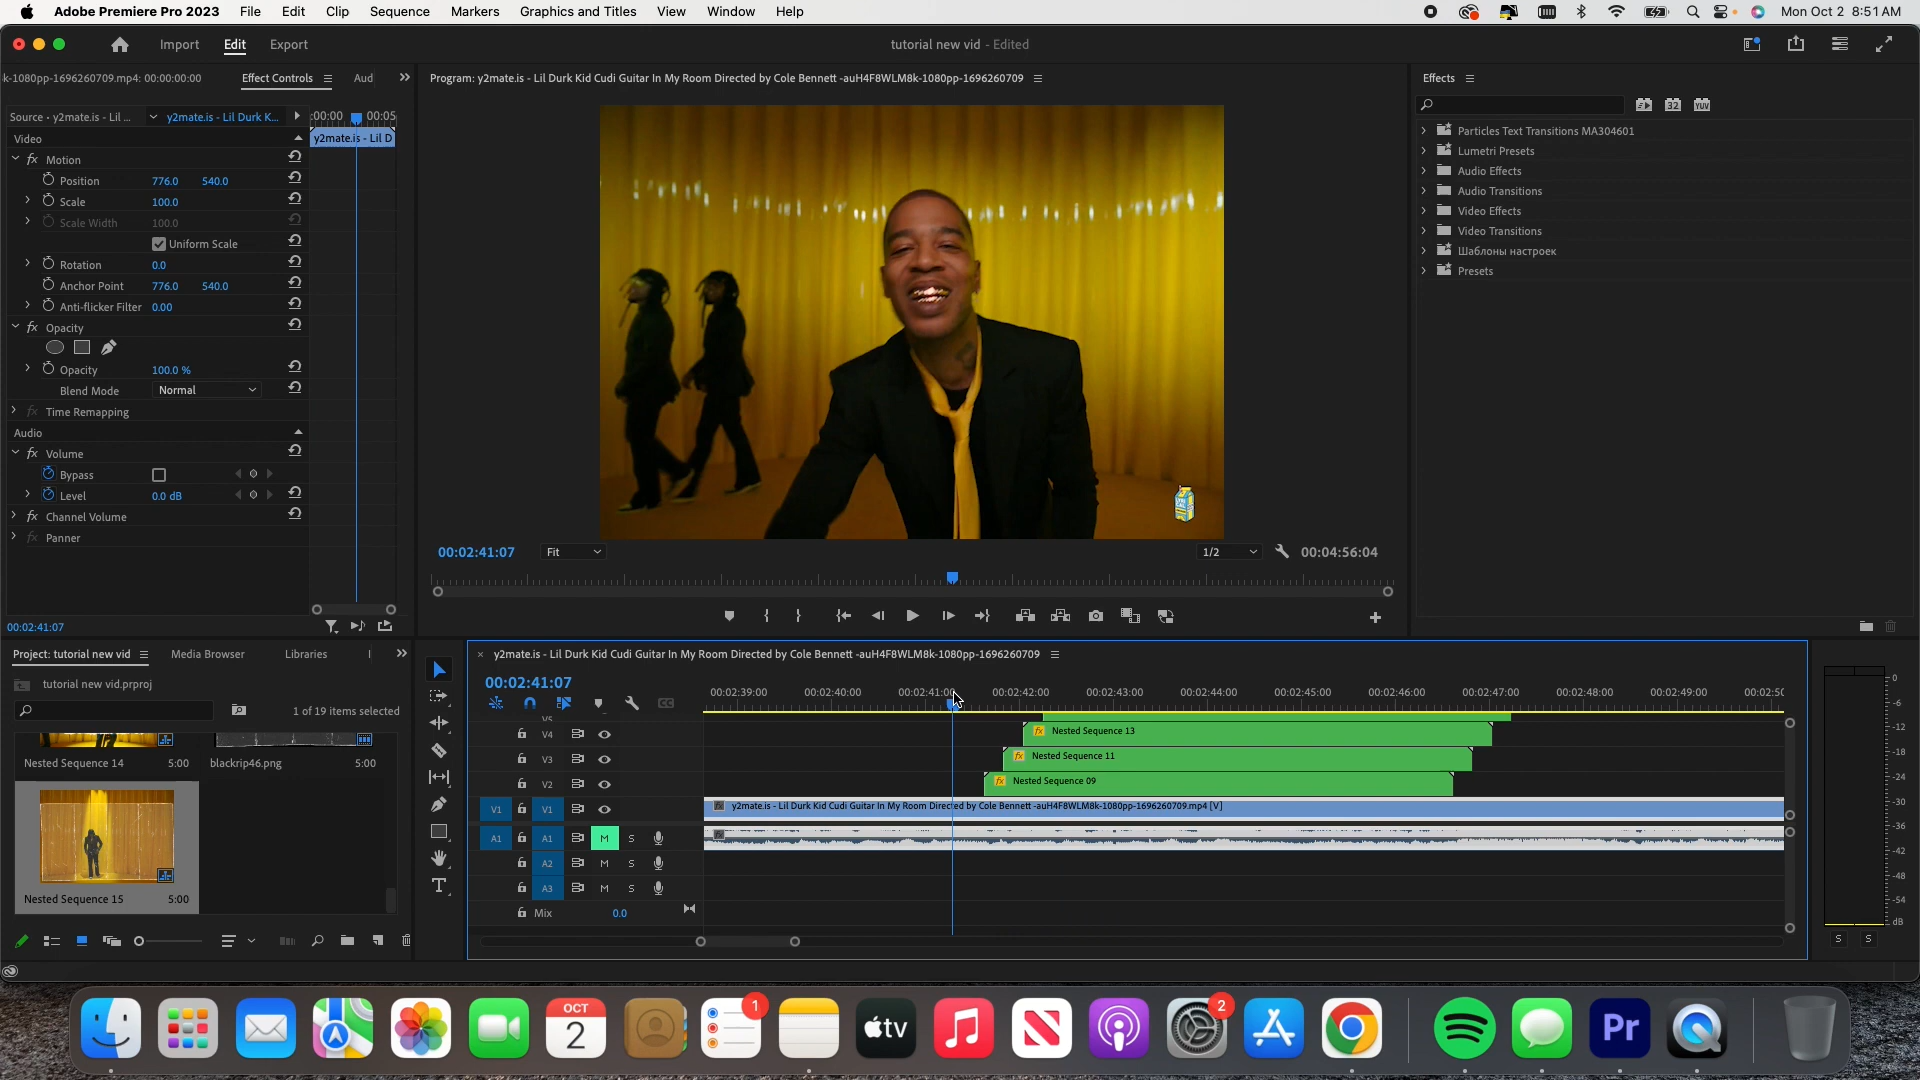 Adobe Premiere Pro 2023 File Edit Clip Sequence Markers Graphics and Titles View Window Help Mon Oct 2 8:51 AM
Import Edit Export tutorial new vid - Edited
k-1080pp-1696260709.mp4: 00:00:00:00 Effect Controls Aud Program: y2mate.is - Lil Durk Kid Cudi Guitar In My Room Directed by Cole Bennett -auH4F8WLM8k-1080pp-1696260709 Effects
Source • y2mate.is - Lil ... y2mate.is - Lil Durk K... :00:00 00:05
Video y2mate.is - Lil D
fx Motion
Position 776.0 540.0
Scale 100.0
Scale Width 100.0
Uniform Scale
Rotation 0.0
Anchor Point 776.0 540.0
Anti-flicker Filter 0.00
fx Opacity
Opacity 100.0 %
Blend Mode Normal
fx Time Remapping
Audio
fx Volume
Bypass
Level 0.0 dB
fx Channel Volume
fx Panner
00:02:41:07
32 YUV
Particles Text Transitions MA304601
Lumetri Presets
Audio Effects
Audio Transitions
Video Effects
Video Transitions
Шаблоны настроек
Presets
00:02:41:07 Fit 1/2 00:04:56:04
Project: tutorial new vid Media Browser Libraries
tutorial new vid.prproj
1 of 19 items selected
Nested Sequence 14 5:00 blackrip46.png 5:00
Nested Sequence 15 5:00
× y2mate.is - Lil Durk Kid Cudi Guitar In My Room Directed by Cole Bennett -auH4F8WLM8k-1080pp-1696260709
00:02:41:07
CC
00:02:39:00 00:02:40:00 00:02:41:00 00:02:42:00 00:02:43:00 00:02:44:00 00:02:45:00 00:02:46:00 00:02:47:00 00:02:48:00 00:02:49:00 00:02:50
V5
V4 fx Nested Sequence 13
V3 fx Nested Sequence 11
V2 fx Nested Sequence 09
V1 V1 fx y2mate.is - Lil Durk Kid Cudi Guitar In My Room Directed by Cole Bennett -auH4F8WLM8k-1080pp-1696260709.mp4 [V]
A1 A1 M S
A2 M S
A3 M S
Mix 0.0
0
-6
-12
-18
-24
-30
-36
-42
-48
-54
dB
S S
OCT
2
1
tv
2
Pr